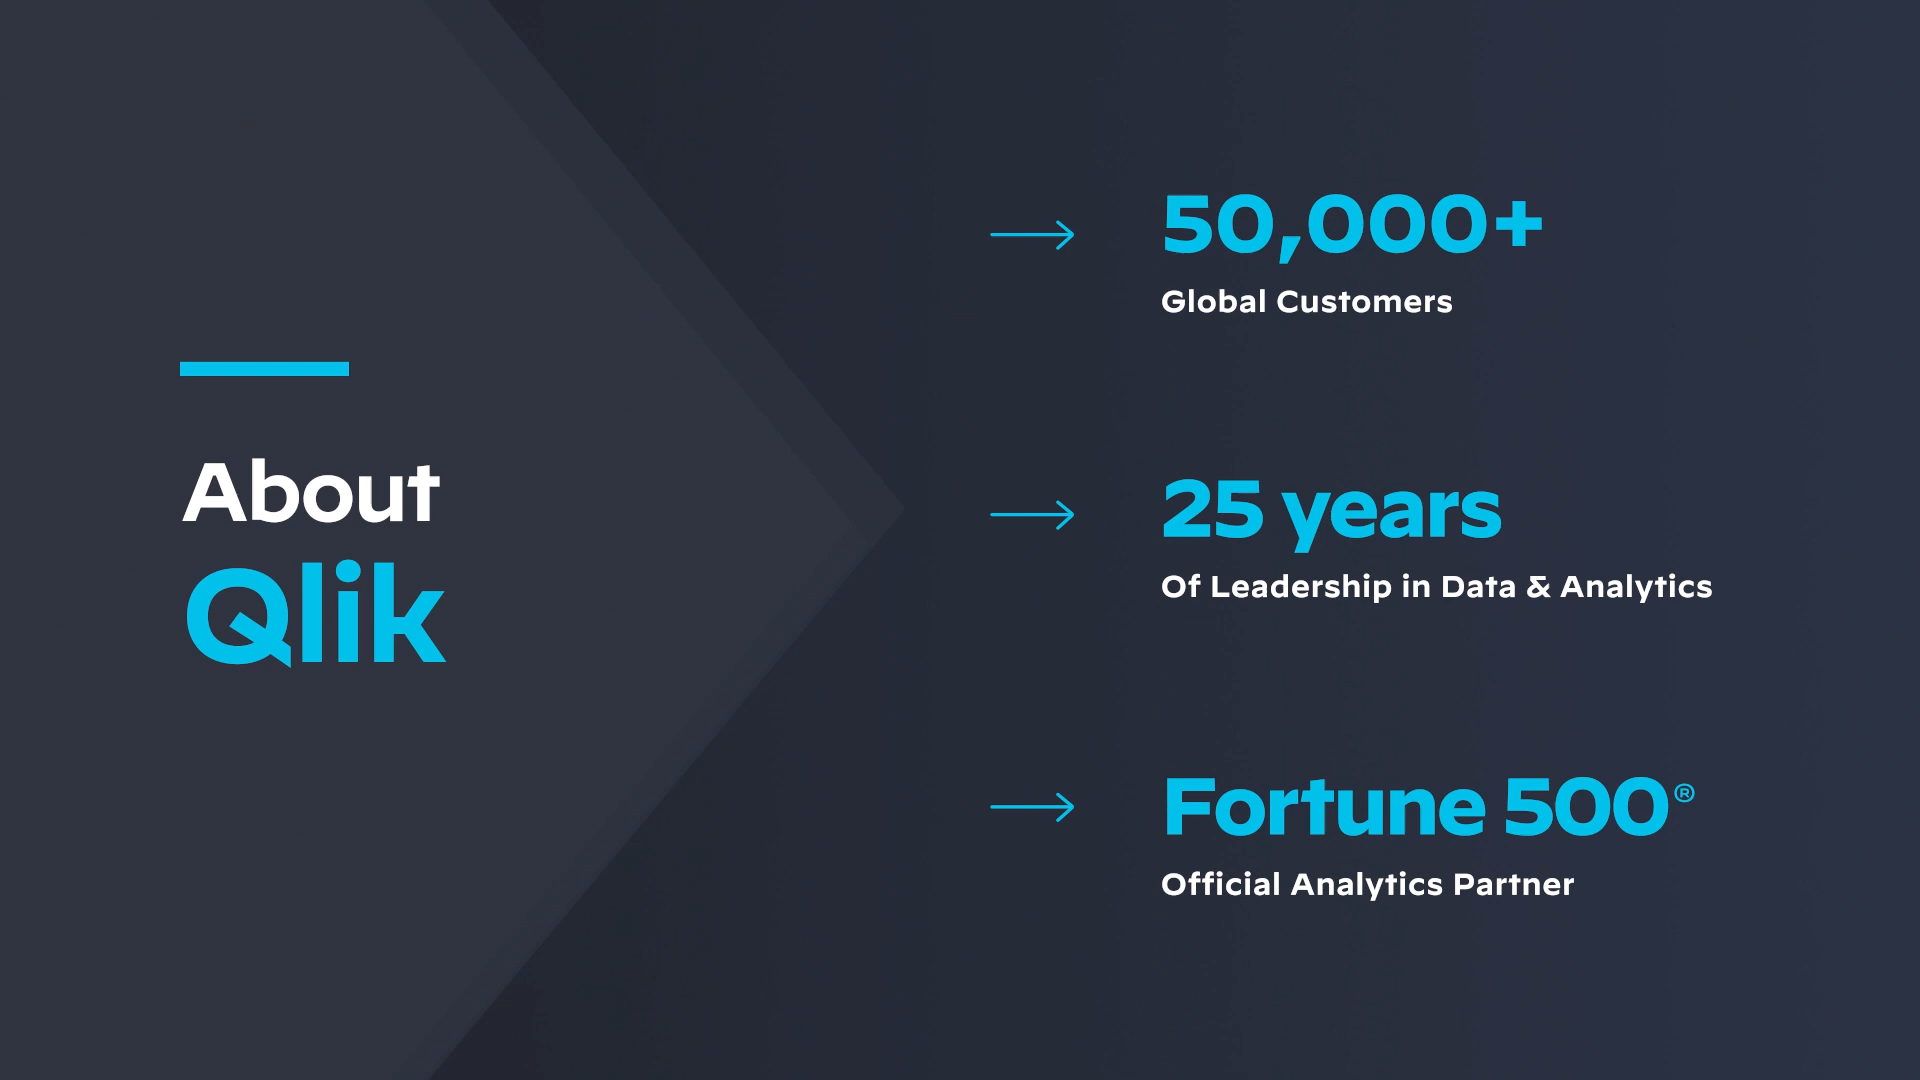 About
Qlik
50,000+
Global Customers
25 years
Of Leadership in Data & Analytics
Fortune 500®
Official Analytics Partner